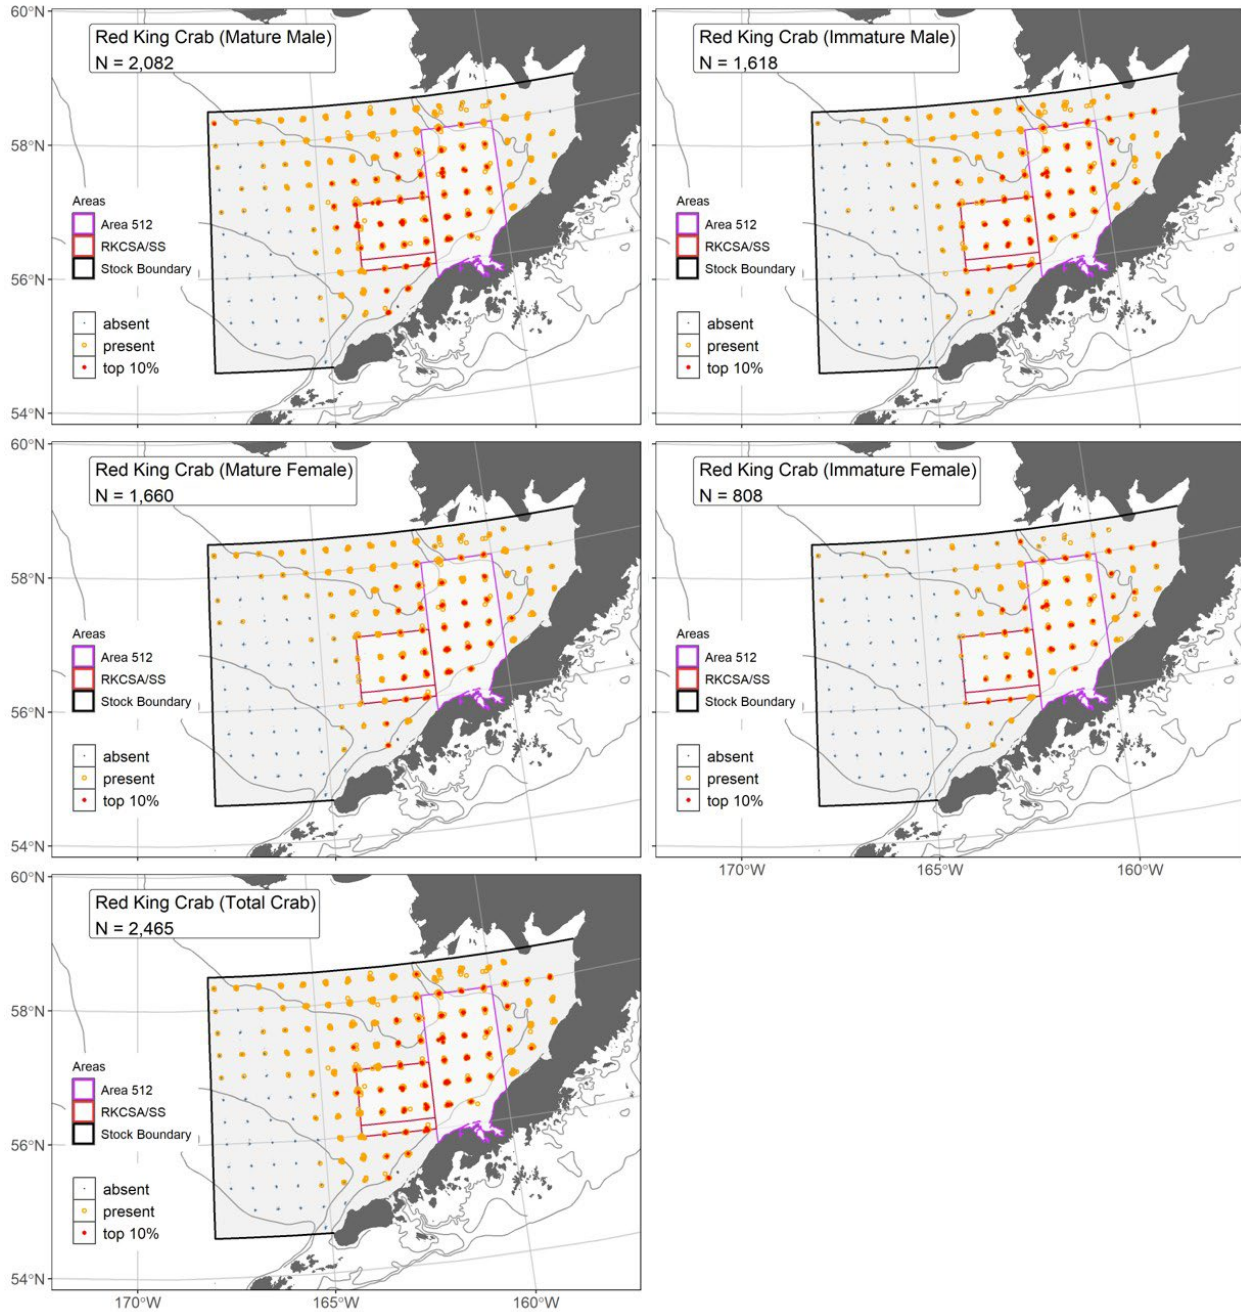 60°N
58°N
56°N
54°N
Red King Crab (Mature Male)
N = 2,082
Areas
Area 512
RKCSA/SS
Stock Boundary
absent
present
top 10%
Red King Crab (Immature Male)
N = 1,618
Areas
Area 512
RKCSA/SS
Stock Boundary
absent
present
top 10%
60°N
58°N
56°N
54°N
Red King Crab (Mature Female)
N = 1,660
Areas
Area 512
RKCSA/SS
Stock Boundary
absent
present
top 10%
Red King Crab (Immature Female)
N = 808
Areas
Area 512
RKCSA/SS
Stock Boundary
absent
present
top 10%
170°W 165°W 160°W
60°N
58°N
56°N
54°N
Red King Crab (Total Crab)
N = 2,465
Areas
Area 512
RKCSA/SS
Stock Boundary
absent
present
top 10%
170°W 165°W 160°W